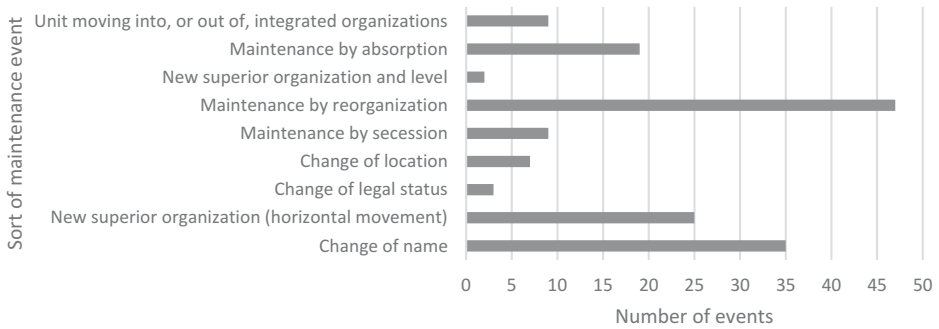 Sort of maintenance event
Unit moving into, or out of, integrated organizations
Maintenance by absorption
New superior organization and level
Maintenance by reorganization
Maintenance by secession
Change of location
Change of legal status
New superior organization (horizontal movement)
Change of name
0 5 10 15 20 25 30 35 40 45 50
Number of events